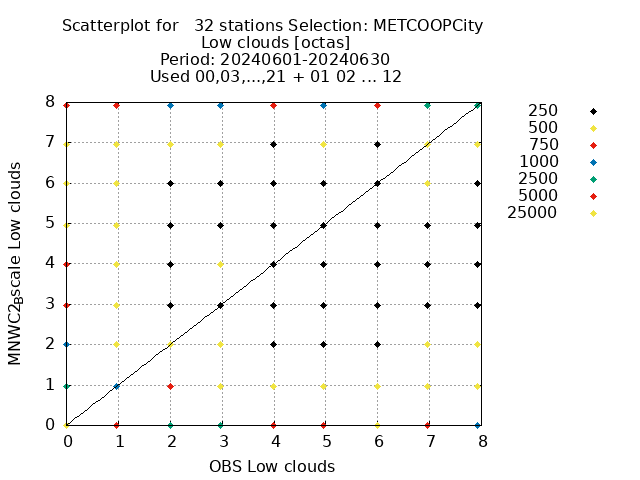 Scatterplot for   32 stations Selection: METCOOPCity
Low clouds [octas]
Period: 20240601-20240630
Used 00,03,...,21 + 01 02 ... 12
250
500
750
1000
2500
5000
25000
MNWC2Bscale Low clouds
8
7
6
5
4
3
2
1
0
0 1 2 3 4 5 6 7 8
OBS Low clouds